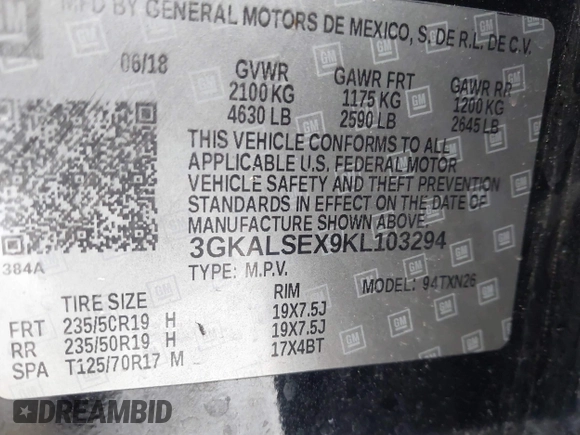 MFD BY GENERAL MOTORS DE MEXICO, S. DE R.L. DE C.V.
06/18 GVWR GAWR FRT GAWR RR
2100 KG 1175 KG 1200 KG
4630 LB 2590 LB 2645 LB
THIS VEHICLE CONFORMS TO ALL
APPLICABLE U.S. FEDERAL MOTOR
VEHICLE SAFETY AND THEFT PREVENTION
STANDARDS IN EFFECT ON THE DATE OF
MANUFACTURE SHOWN ABOVE.
384A 3GKALSEX9KL103294
TYPE: M.P.V. MODEL: 94TXN26
TIRE SIZE RIM
FRT 235/5CR19 H 19X7.5J
RR 235/50R19 H 19X7.5J
SPA T125/70R17 M 17X4BT
GM
DREAMBID